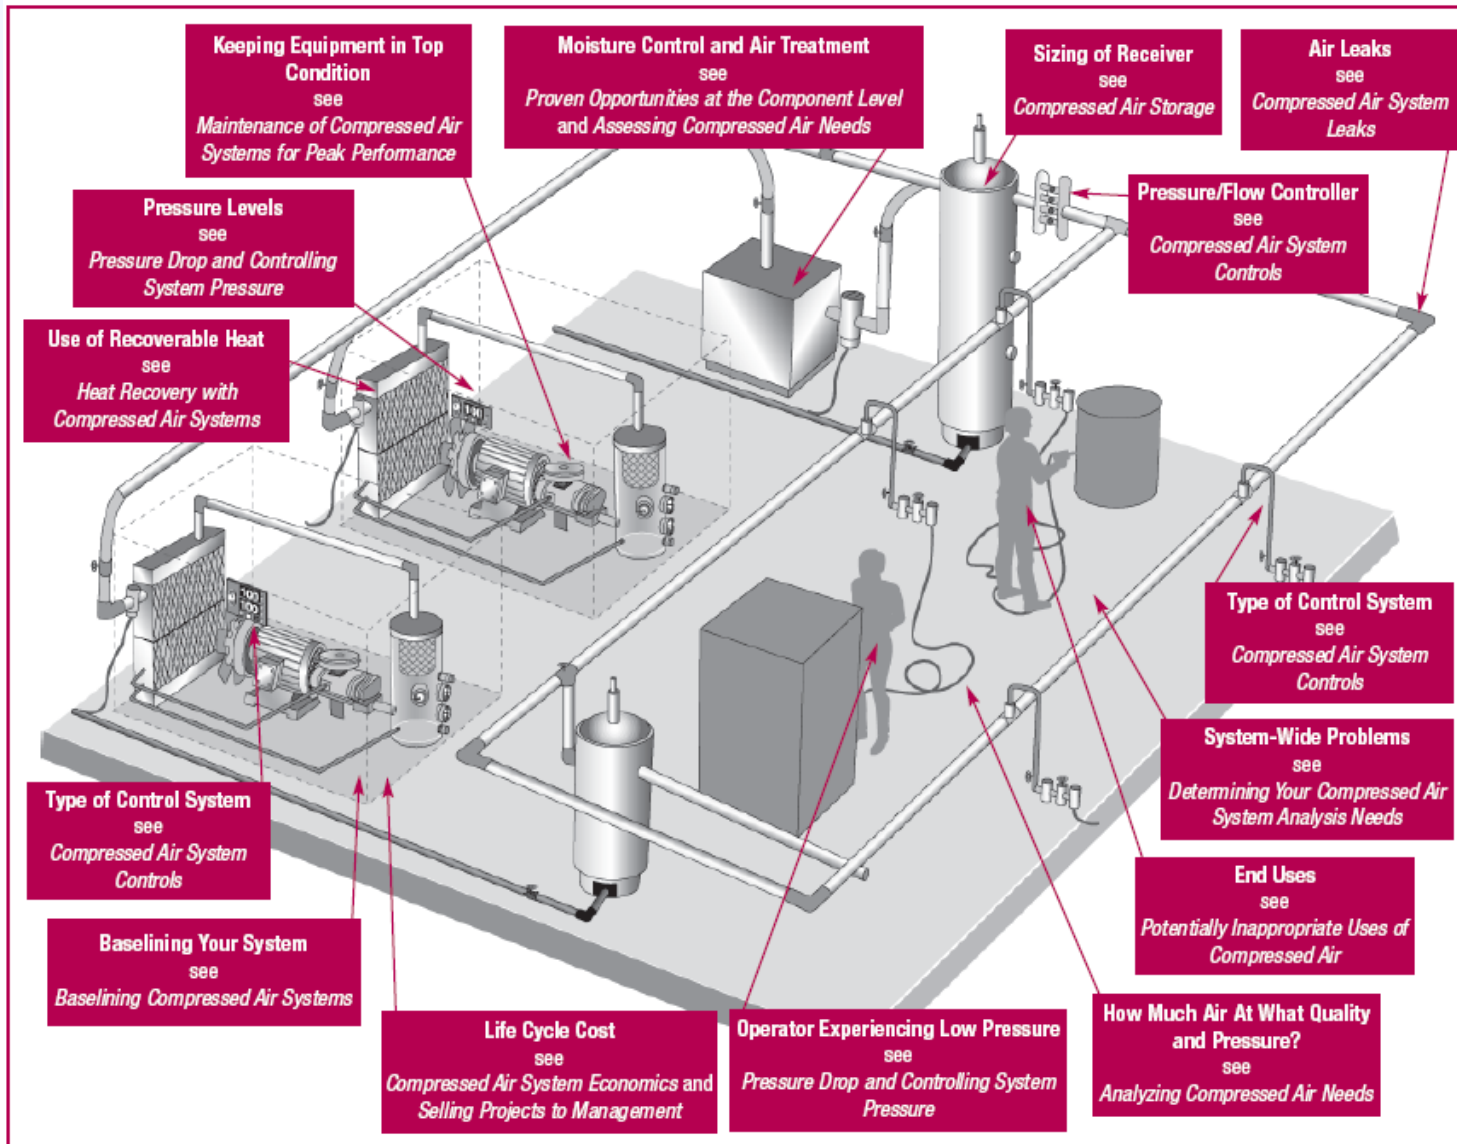 Keeping Equipment in Top
Condition
see
Maintenance of Compressed Air
Systems for Peak Performance
Moisture Control and Air Treatment
see
Proven Opportunities at the Component Level
and Assessing Compressed Air Needs
Sizing of Receiver
see
Compressed Air Storage
Air Leaks
see
Compressed Air System
Leaks
Pressure Levels
see
Pressure Drop and Controlling
System Pressure
Pressure/Flow Controller
see
Compressed Air System
Controls
Use of Recoverable Heat
see
Heat Recovery with
Compressed Air Systems
Type of Control System
see
Compressed Air System
Controls
System-Wide Problems
see
Determining Your Compressed Air
System Analysis Needs
Type of Control System
see
Compressed Air System
Controls
End Uses
see
Potentially Inappropriate Uses of
Compressed Air
Baselining Your System
see
Baselining Compressed Air Systems
Life Cycle Cost
see
Compressed Air System Economics and
Selling Projects to Management
Operator Experiencing Low Pressure
see
Pressure Drop and Controlling System
Pressure
How Much Air At What Quality
and Pressure?
see
Analyzing Compressed Air Needs